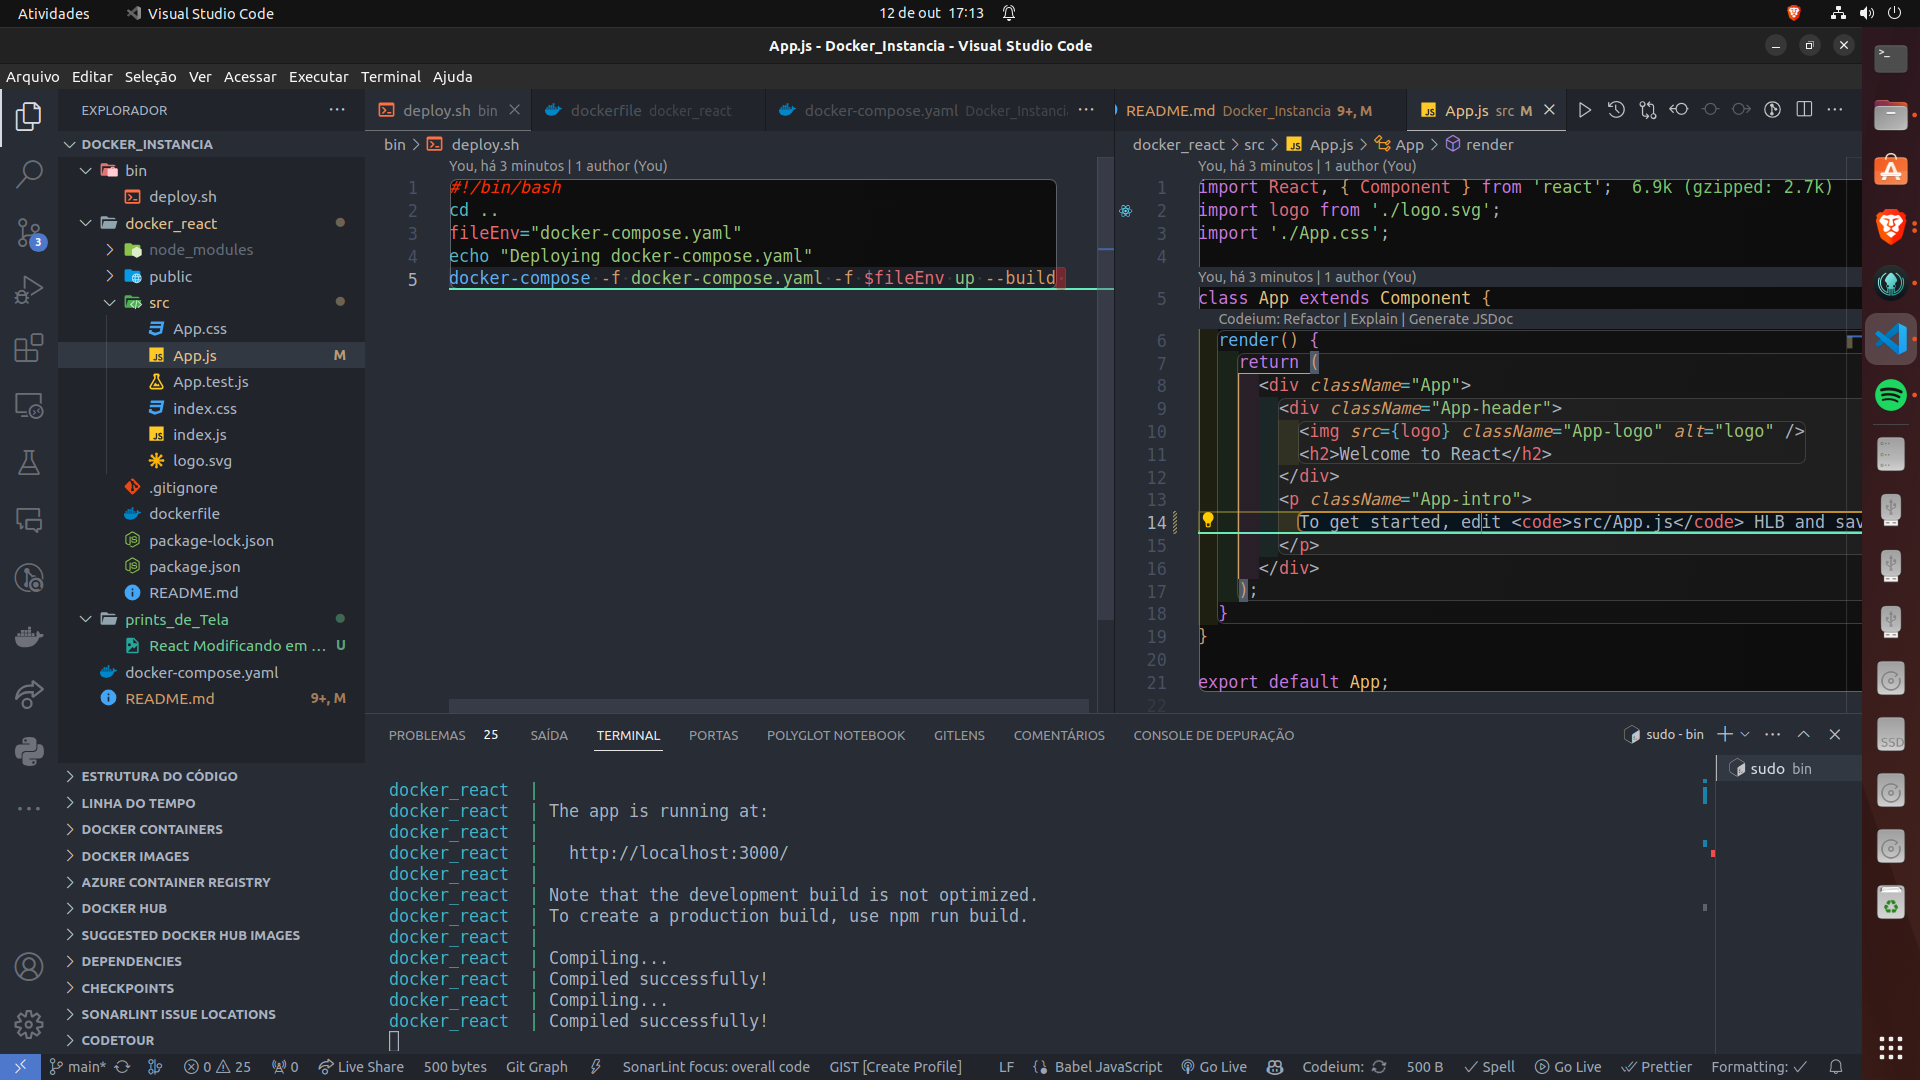 Atividades
Visual Studio Code
12 de out 17:13
App.js - Docker_Instancia - Visual Studio Code
Arquivo Editar Seleção Ver Acessar Executar Terminal Ajuda
EXPLORADOR
DOCKER_INSTANCIA
bin
deploy.sh
docker_react
node_modules
public
src
App.css
App.js M
App.test.js
index.css
index.js
logo.svg
.gitignore
dockerfile
package-lock.json
package.json
README.md
prints_de_Tela
React Modificando em ... U
docker-compose.yaml
README.md 9+, M
ESTRUTURA DO CÓDIGO
LINHA DO TEMPO
DOCKER CONTAINERS
DOCKER IMAGES
AZURE CONTAINER REGISTRY
DOCKER HUB
SUGGESTED DOCKER HUB IMAGES
DEPENDENCIES
CHECKPOINTS
SONARLINT ISSUE LOCATIONS
CODETOUR
3
deploy.sh bin
dockerfile docker_react
docker-compose.yaml Docker_Instanci
bin > deploy.sh
You, há 3 minutos | 1 author (You)
1 #!/bin/bash
2 cd ..
3 fileEnv="docker-compose.yaml"
4 echo "Deploying docker-compose.yaml"
5 docker-compose -f docker-compose.yaml -f $fileEnv up --build
README.md Docker_Instancia 9+, M
App.js src M
docker_react > src > App.js > App > render
You, há 3 minutos | 1 author (You)
1 import React, { Component } from 'react'; 6.9k (gzipped: 2.7k)
2 import logo from './logo.svg';
3 import './App.css';
4
You, há 3 minutos | 1 author (You)
5 class App extends Component {
Codeium: Refactor | Explain | Generate JSDoc
6 render() {
7 return (
8 <div className="App">
9 <div className="App-header">
10 <img src={logo} className="App-logo" alt="logo" />
11 <h2>Welcome to React</h2>
12 </div>
13 <p className="App-intro">
14 To get started, edit <code>src/App.js</code> HLB and sav
15 </p>
16 </div>
17 );
18 }
19 }
20
21 export default App;
22
PROBLEMAS 25 SAÍDA TERMINAL PORTAS POLYGLOT NOTEBOOK GITLENS COMENTÁRIOS CONSOLE DE DEPURAÇÃO
sudo - bin
sudo bin
docker_react |
docker_react | The app is running at:
docker_react |
docker_react | http://localhost:3000/
docker_react |
docker_react | Note that the development build is not optimized.
docker_react | To create a production build, use npm run build.
docker_react |
docker_react | Compiling...
docker_react | Compiled successfully!
docker_react | Compiling...
docker_react | Compiled successfully!
SSD
main* 0 25 0 Live Share 500 bytes Git Graph SonarLint focus: overall code GIST [Create Profile] LF {} Babel JavaScript Go Live Codeium: 500 B Spell Go Live Prettier Formatting: